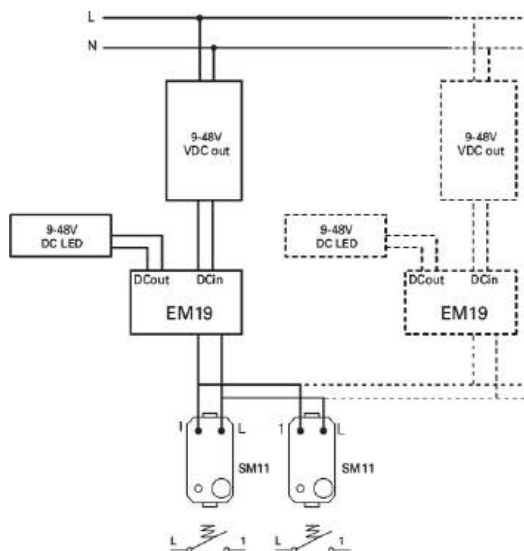 L
N
9-48V
VDC out
9-48V
VDC out
9-48V
DC LED
9-48V
DC LED
DCout DCin
EM19
DCout DCin
EM19
1 L
1 L
SM11
SM11
L 1
L 1